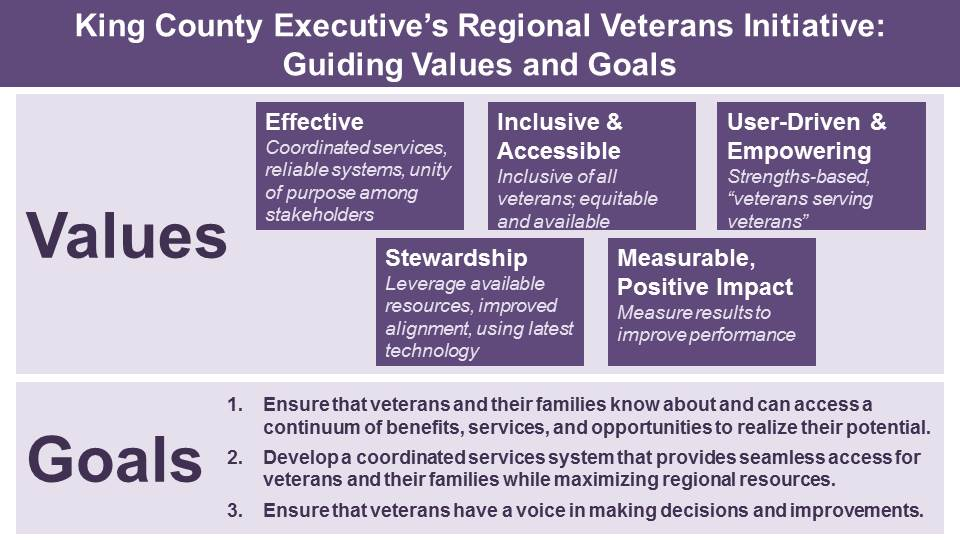 King County Executive's Regional Veterans Initiative:
Guiding Values and Goals
Values
Effective
Coordinated services,
reliable systems, unity
of purpose among
stakeholders
Inclusive &
Accessible
Inclusive of all
veterans; equitable
and available
User-Driven &
Empowering
Strengths-based,
“veterans serving
veterans”
Stewardship
Leverage available
resources, improved
alignment, using latest
technology
Measurable,
Positive Impact
Measure results to
improve performance
Goals
1. Ensure that veterans and their families know about and can access a
continuum of benefits, services, and opportunities to realize their potential.
2. Develop a coordinated services system that provides seamless access for
veterans and their families while maximizing regional resources.
3. Ensure that veterans have a voice in making decisions and improvements.